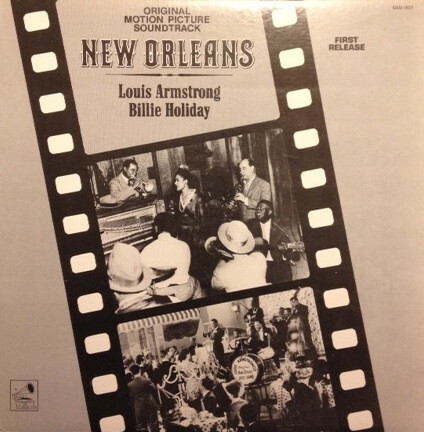 ORIGINAL
MOTION PICTURE
SOUNDTRACK
NEW ORLEANS
Louis Armstrong
Billie Holiday
FIRST
RELEASE